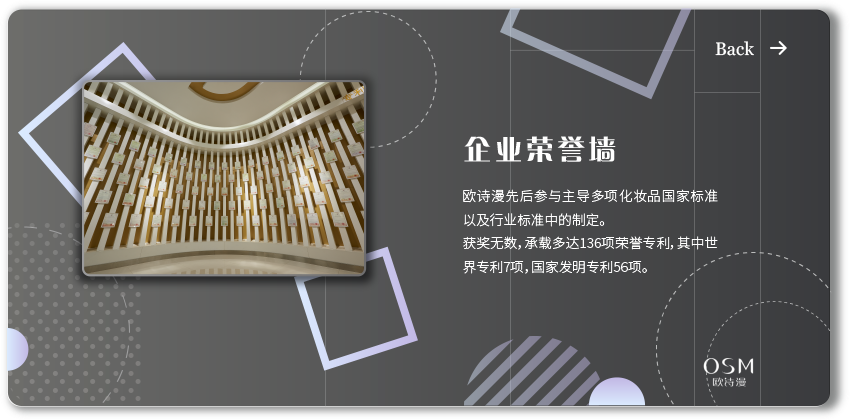 Back →
企业荣誉墙
欧诗漫先后参与主导多项化妆品国家标准
以及行业标准中的制定。
获奖无数,承载多达136项荣誉专利,其中世
界专利7项,国家发明专利56项。
OSM
欧诗漫